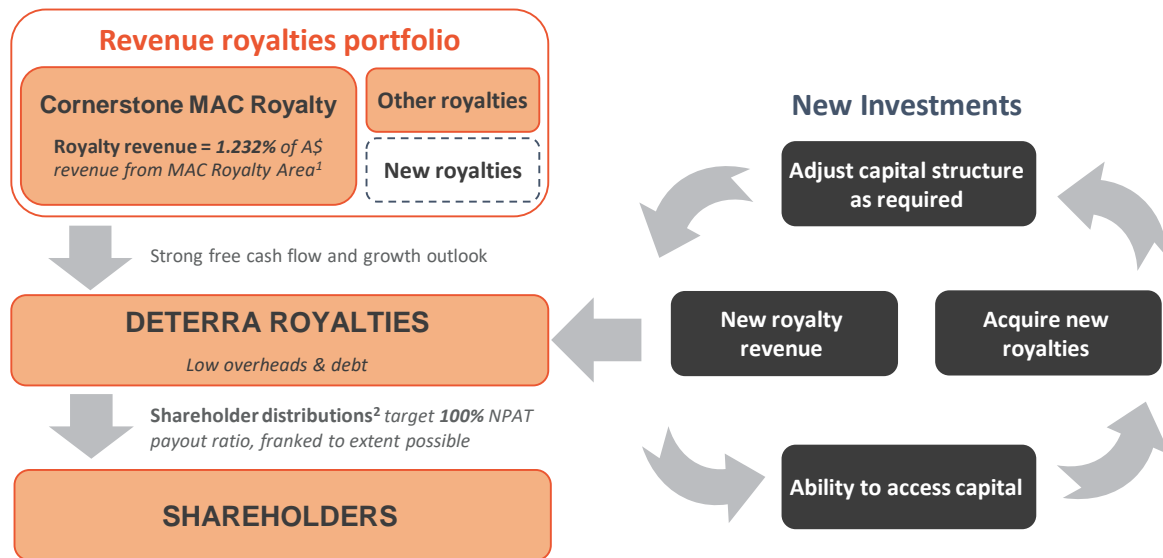 Revenue royalties portfolio
Cornerstone MAC Royalty
Royalty revenue = 1.232% of A$
revenue from MAC Royalty Area¹
Other royalties
New royalties
Strong free cash flow and growth outlook
DETERRA ROYALTIES
Low overheads & debt
Shareholder distributions² target 100% NPAT
payout ratio, franked to extent possible
SHAREHOLDERS
New Investments
Adjust capital structure
as required
New royalty
revenue
Acquire new
royalties
Ability to access capital